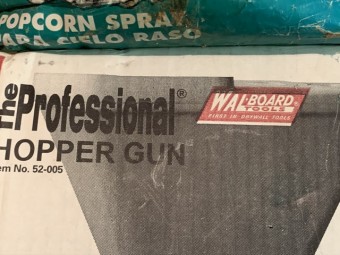 POPCORN SPRAY
PARA CIELO RASO
The Professional®
HOPPER GUN
em No. 52-005
WAL-BOARD
TOOLS
FIRST IN DRYWALL TOOLS